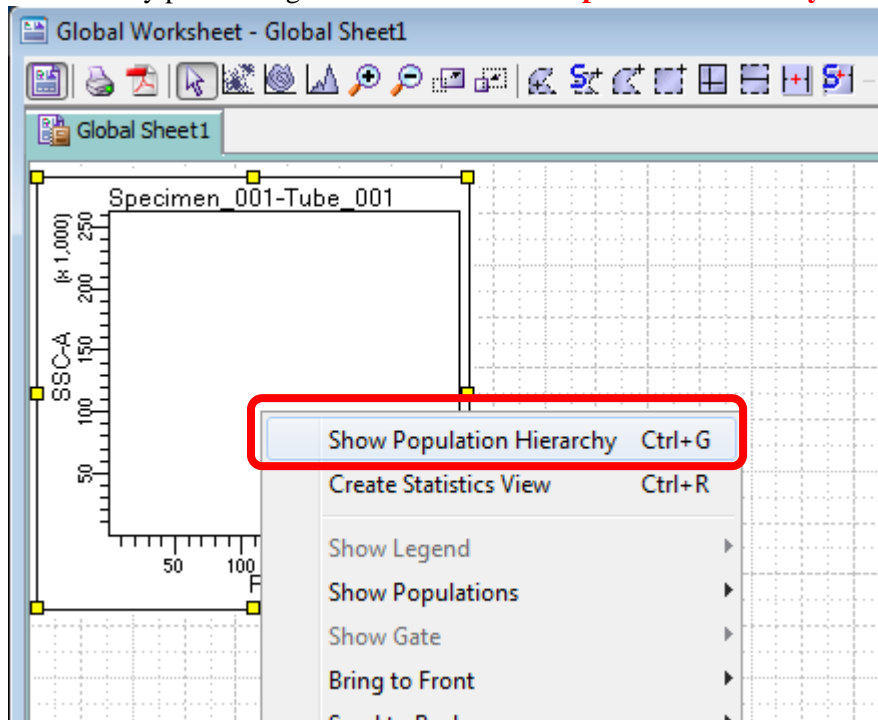 Global Worksheet - Global Sheet1
Global Sheet1
Specimen_001-Tube_001
(x 1,000)
250
200
150
100
50
SSC-A
50 100
F
Show Population Hierarchy Ctrl+G
Create Statistics View Ctrl+R
Show Legend
Show Populations
Show Gate
Bring to Front